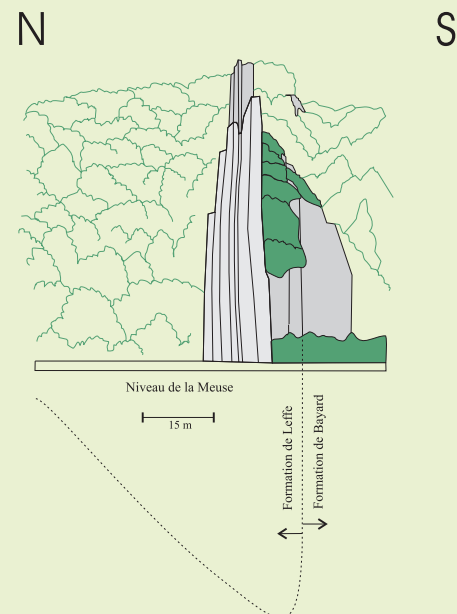 N
S
Niveau de la Meuse
15 m
Formation de Leffe
Formation de Bayard